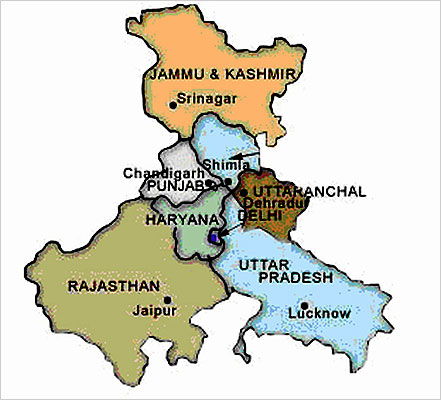 JAMMU & KASHMIR
Srinagar
Shimla
Chandigarh
PUNJAB
UTTARANCHAL
Dehradun
DELHI
HARYANA
UTTAR
PRADESH
RAJASTHAN
Jaipur
Lucknow